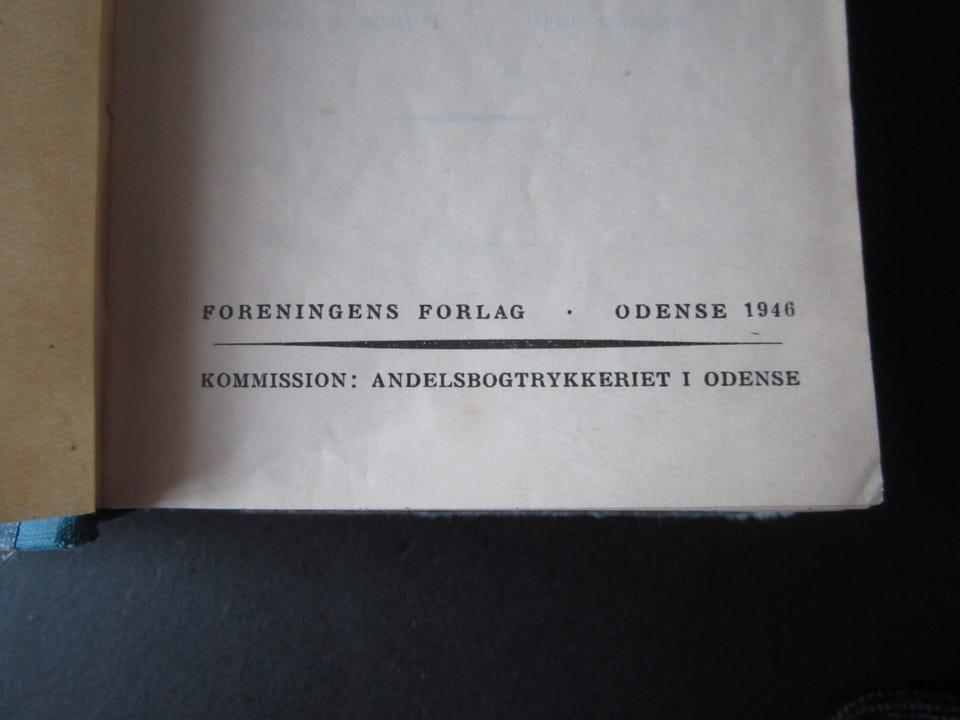 FORENINGENS FORLAG · ODENSE 1946
KOMMISSION: ANDELSBOGTRYKKERIET I ODENSE